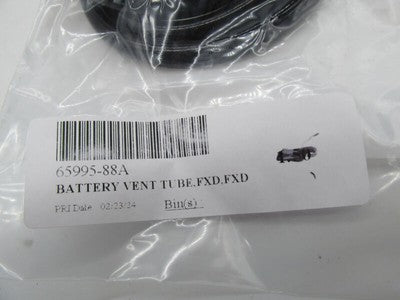 65995-88A
BATTERY VENT TUBE.FXD.FXD
PRIDate 02/23/24 Bin(s)